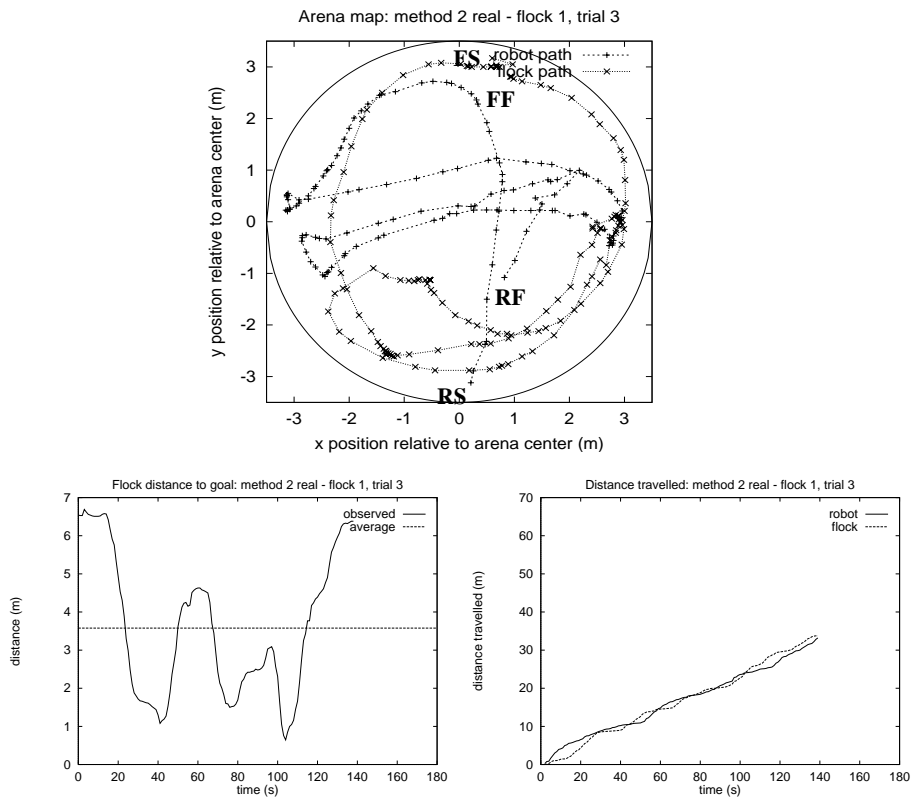 Arena map: method 2 real - flock 1, trial 3
y position relative to arena center (m)
3
2
1
0
-1
-2
-3
FS
robot path
flock path
FF
RF
RS
-3 -2 -1 0 1 2 3
x position relative to arena center (m)
Flock distance to goal: method 2 real - flock 1, trial 3
distance (m)
7
6
5
4
3
2
1
0
observed
average
0 20 40 60 80 100 120 140 160 180
time (s)
Distance travelled: method 2 real - flock 1, trial 3
distance travelled (m)
70
60
50
40
30
20
10
0
robot
flock
0 20 40 60 80 100 120 140 160 180
time (s)